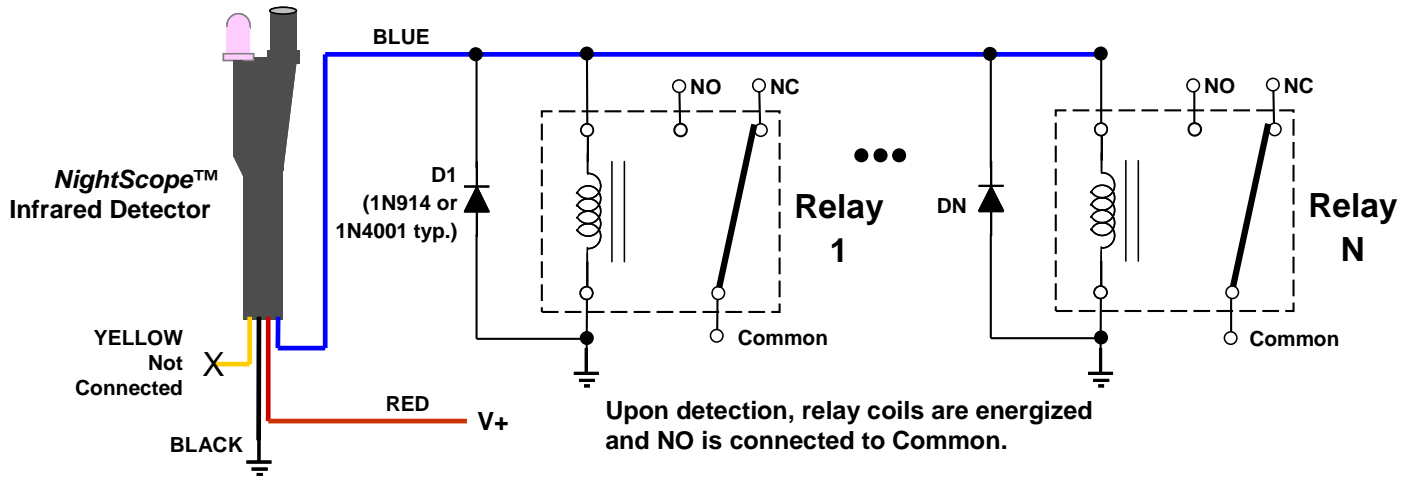 BLUE
NO
NC
NO
NC
NightScope™
Infrared Detector
D1
(1N914 or
1N4001 typ.)
Relay
1
DN
Relay
N
YELLOW
Not
Connected
X
Common
Common
RED
V+
BLACK
Upon detection, relay coils are energized
and NO is connected to Common.